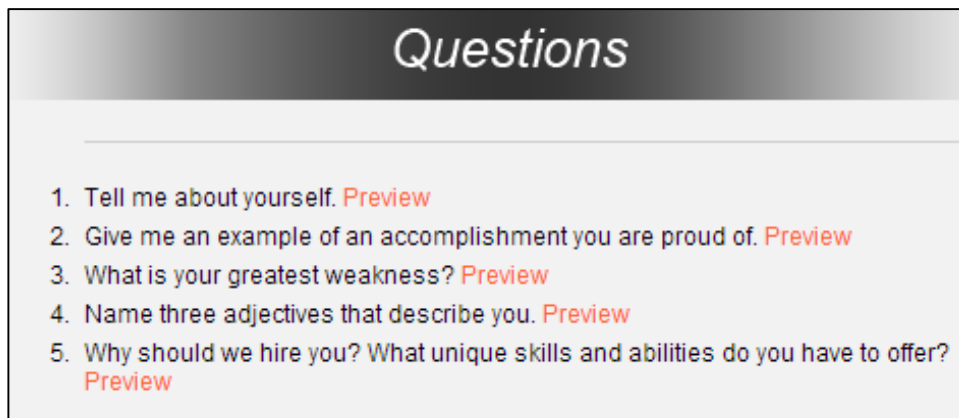 Questions
1. Tell me about yourself. Preview
2. Give me an example of an accomplishment you are proud of. Preview
3. What is your greatest weakness? Preview
4. Name three adjectives that describe you. Preview
5. Why should we hire you? What unique skills and abilities do you have to offer?
Preview